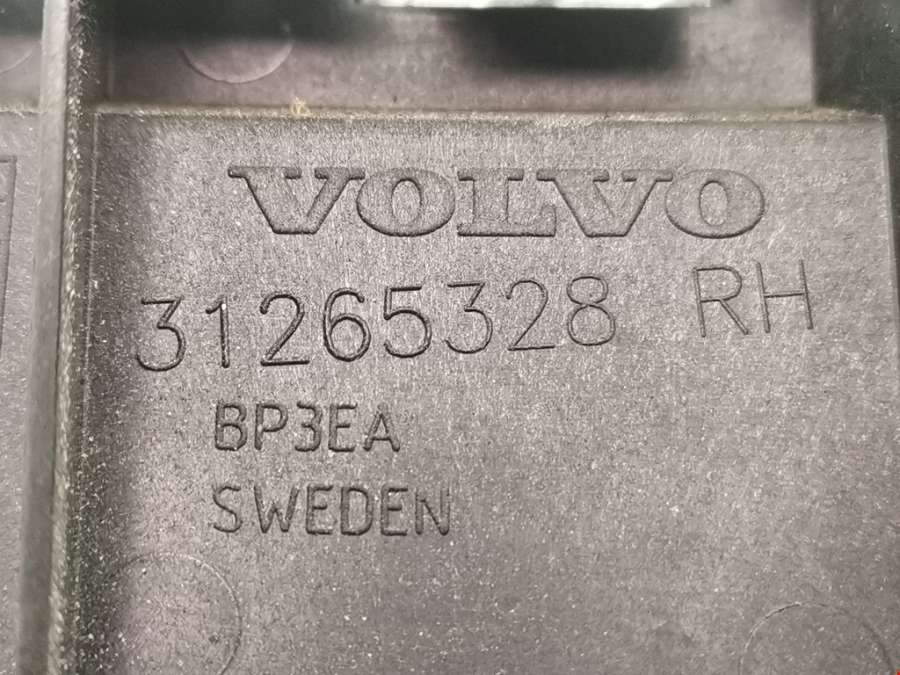 VOLVO
31265328 RH
BP3EA
SWEDEN